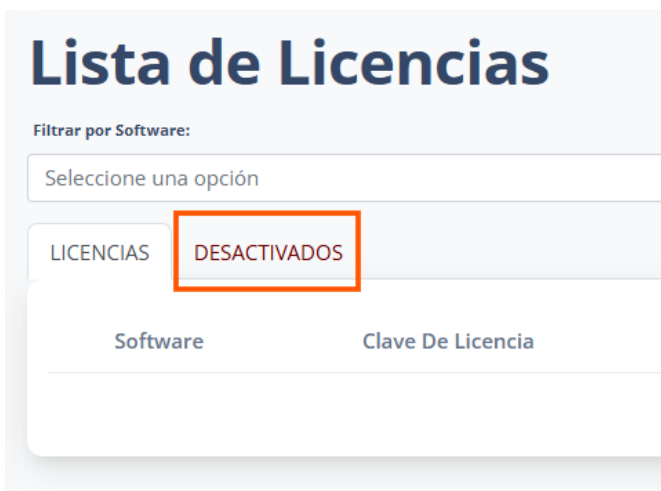 Lista de Licencias
Filtrar por Software:
Seleccione una opción
LICENCIAS DESACTIVADOS
Software Clave De Licencia